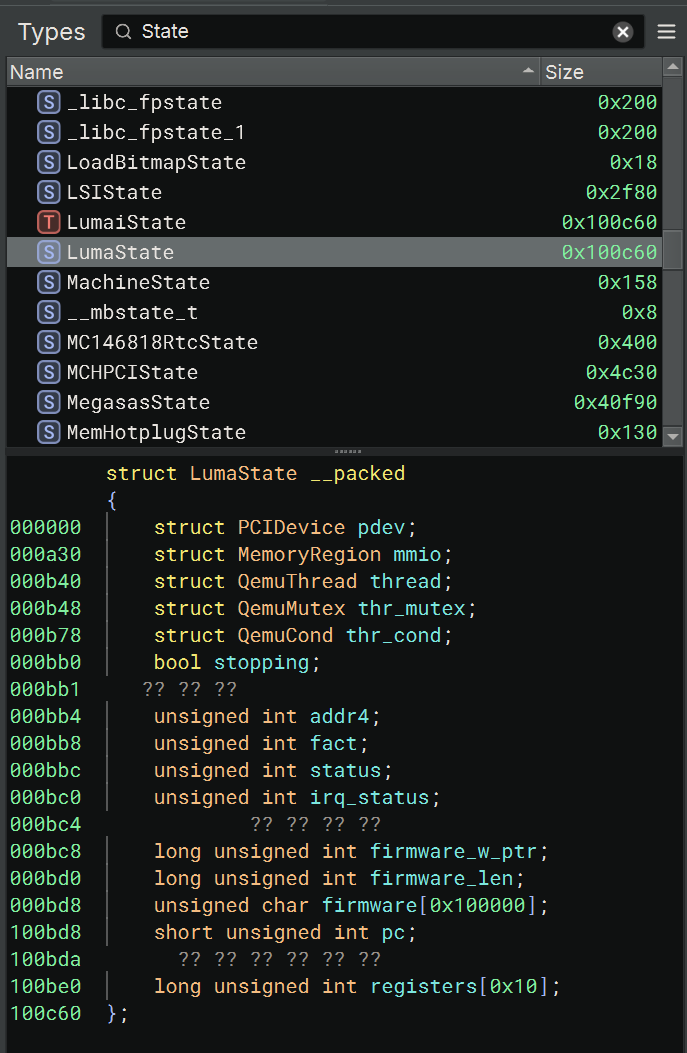 Types State
Name Size
S _libc_fpstate 0x200
S _libc_fpstate_1 0x200
S LoadBitmapState 0x18
S LSIState 0x2f80
T LumaiState 0x100c60
S LumaState 0x100c60
S MachineState 0x158
S __mbstate_t 0x8
S MC146818RtcState 0x400
S MCHPCIState 0x4c30
S MegasasState 0x40f90
S MemHotplugState 0x130
struct LumaState __packed
{
000000 struct PCIDevice pdev;
000a30 struct MemoryRegion mmio;
000b40 struct QemuThread thread;
000b48 struct QemuMutex thr_mutex;
000b78 struct QemuCond thr_cond;
000bb0 bool stopping;
000bb1 ?? ?? ??
000bb4 unsigned int addr4;
000bb8 unsigned int fact;
000bbc unsigned int status;
000bc0 unsigned int irq_status;
000bc4 ?? ?? ?? ??
000bc8 long unsigned int firmware_w_ptr;
000bd0 long unsigned int firmware_len;
000bd8 unsigned char firmware[0x100000];
100bd8 short unsigned int pc;
100bda ?? ?? ?? ?? ?? ??
100be0 long unsigned int registers[0x10];
100c60 };